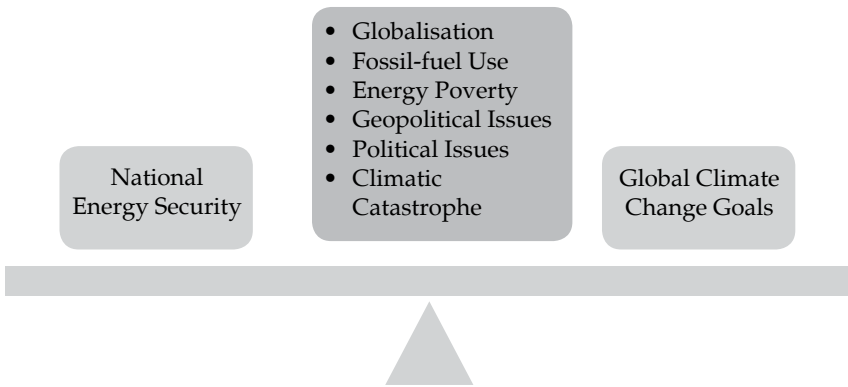 • Globalisation
• Fossil-fuel Use
• Energy Poverty
• Geopolitical Issues
• Political Issues
• Climatic
Catastrophe
National
Energy Security
Global Climate
Change Goals